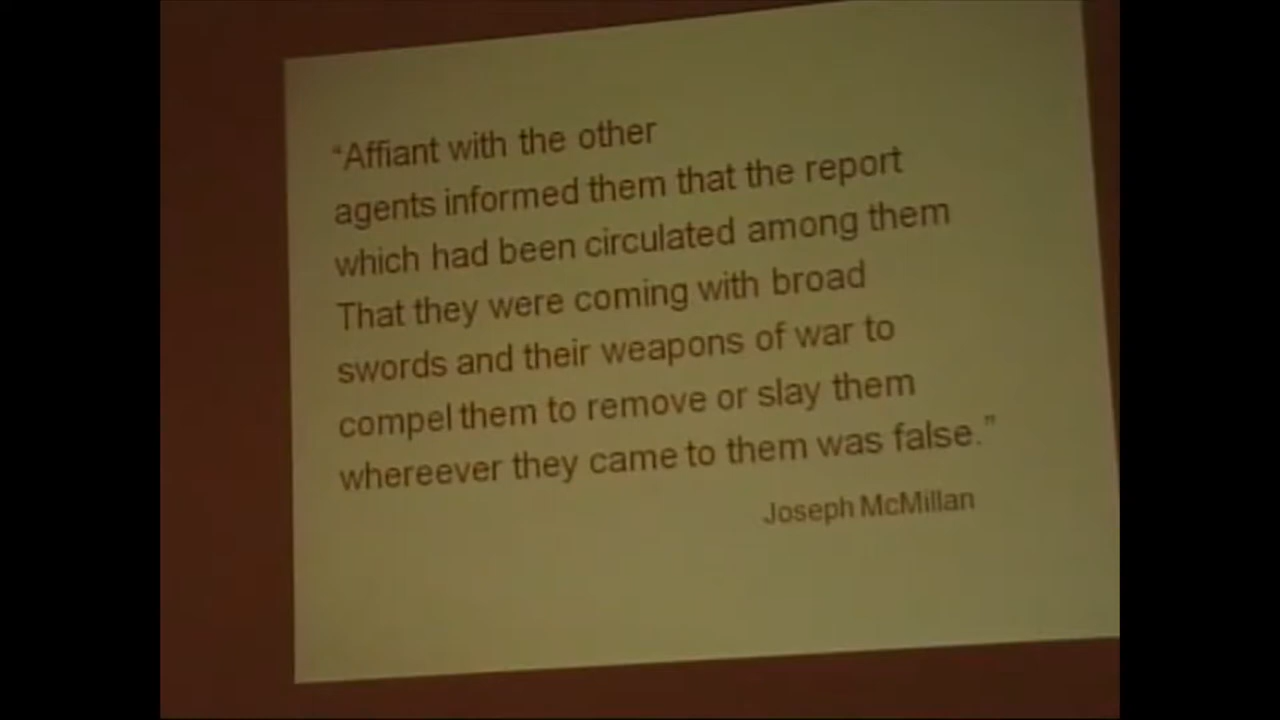 “Affiant with the other
agents informed them that the report
which had been circulated among them
That they were coming with broad
swords and their weapons of war to
compel them to remove or slay them
whereever they came to them was false.”
Joseph McMillan